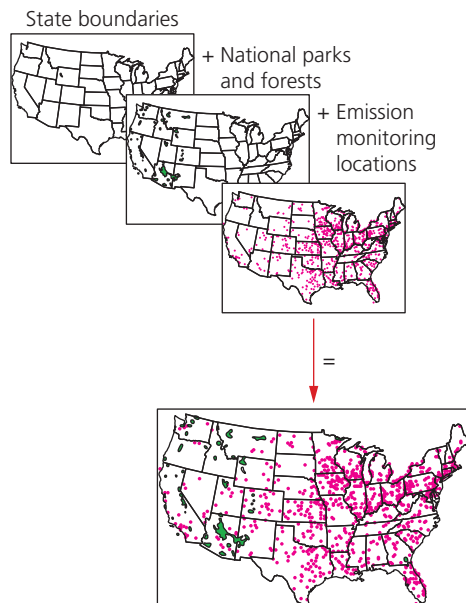 State boundaries
+ National parks
and forests
+ Emission
monitoring
locations
=